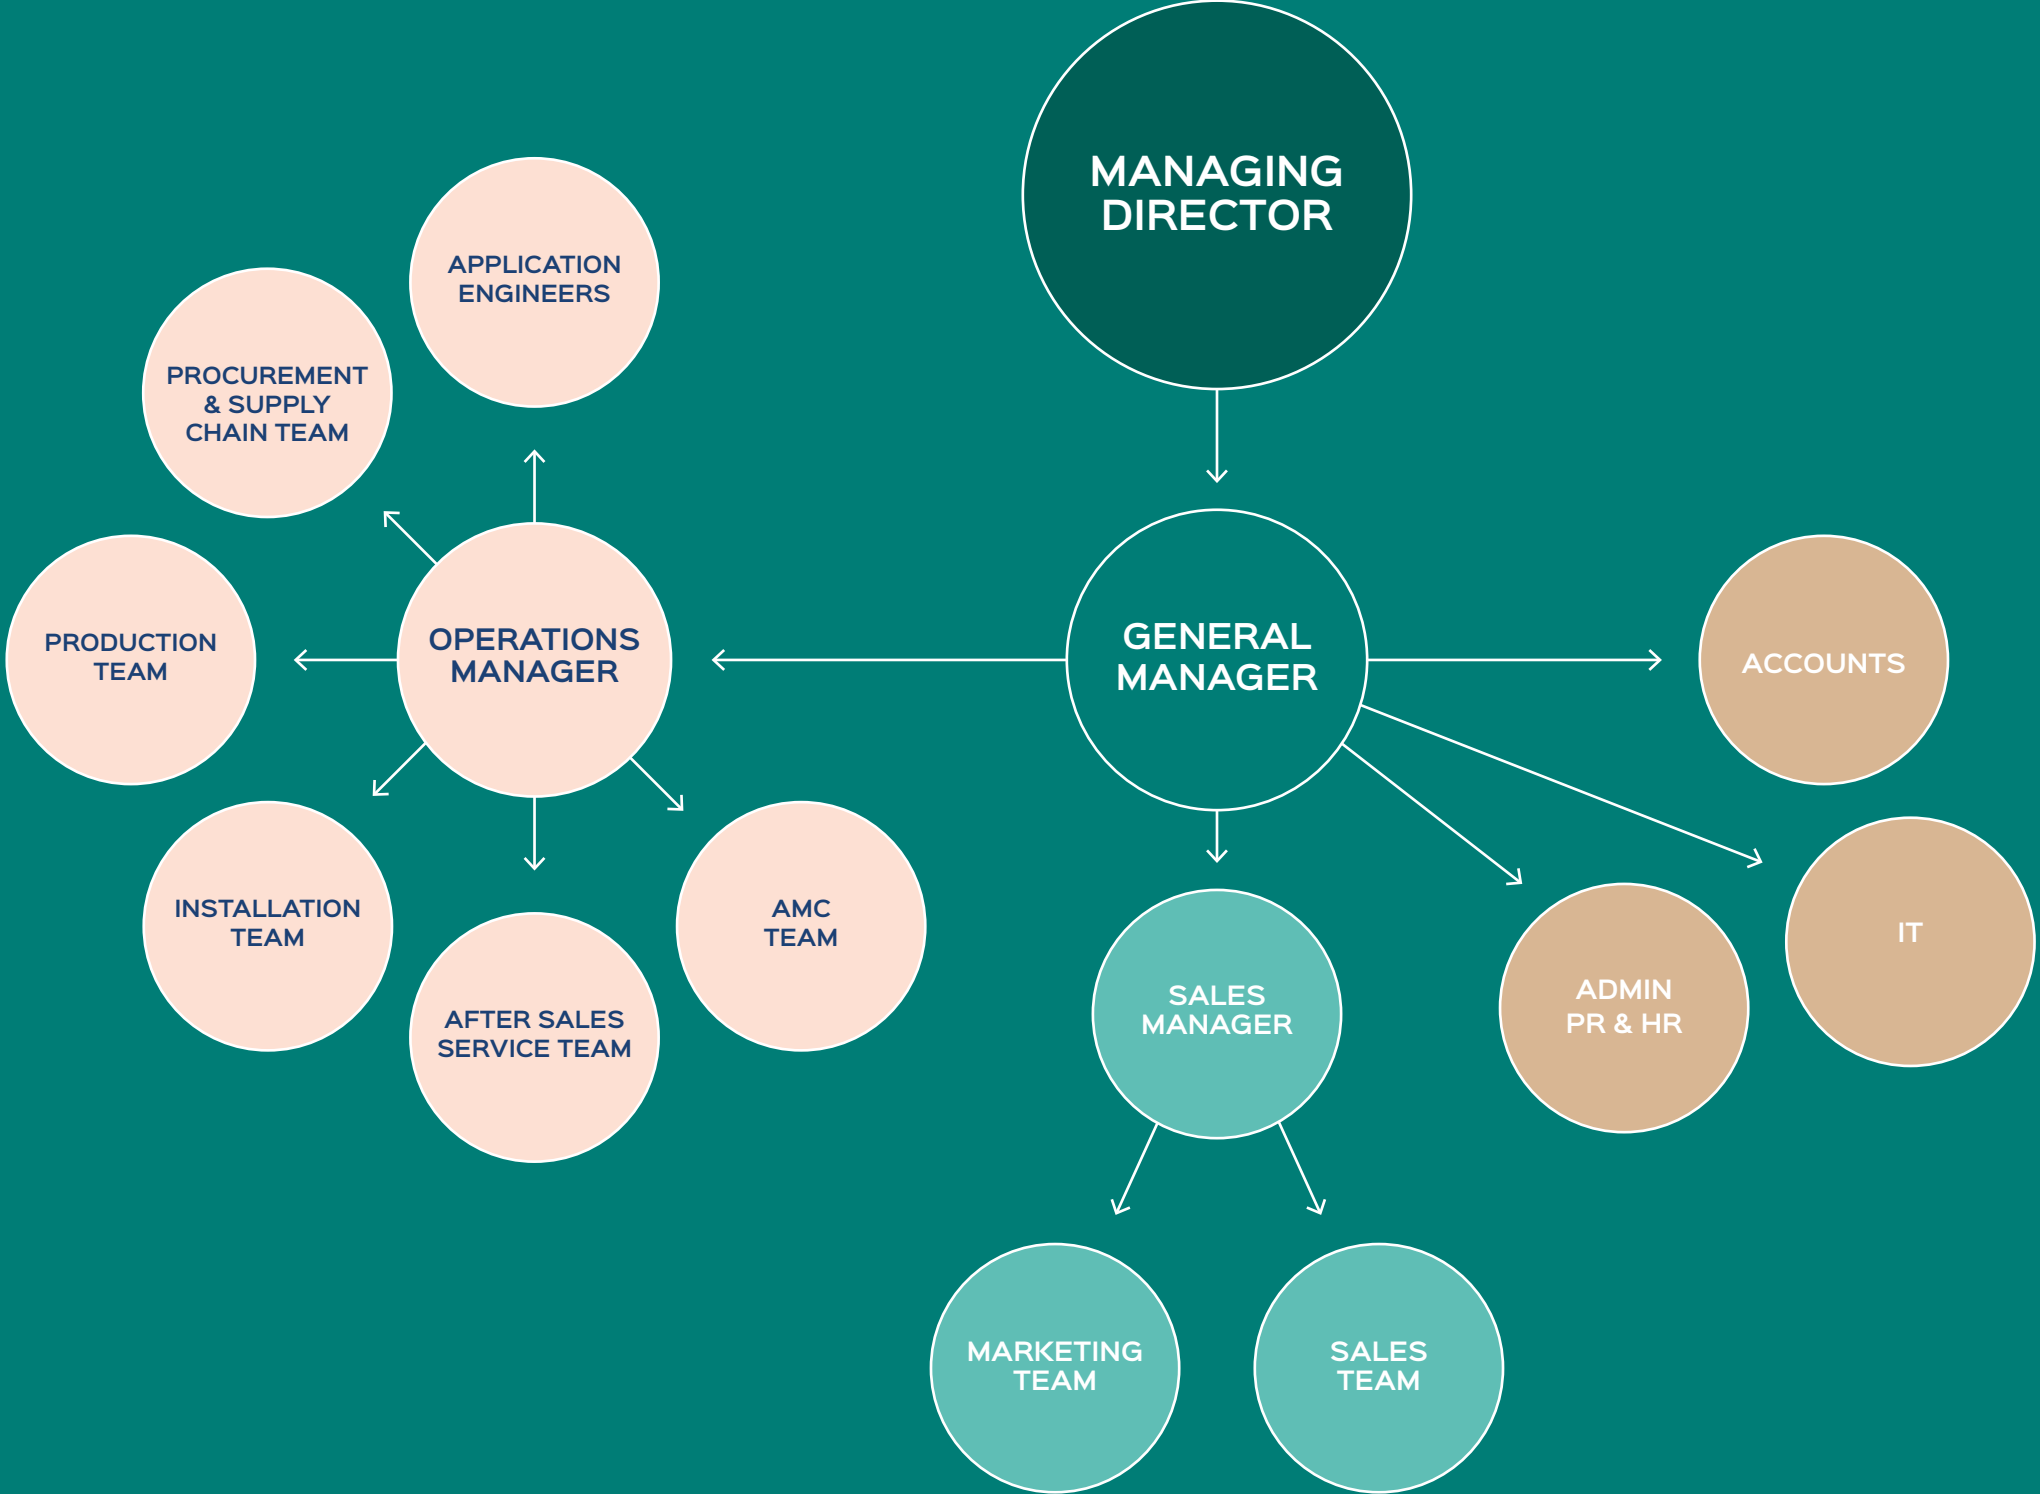 MANAGING
DIRECTOR
APPLICATION
ENGINEERS
PROCUREMENT
& SUPPLY
CHAIN TEAM
PRODUCTION
TEAM
OPERATIONS
MANAGER
GENERAL
MANAGER
ACCOUNTS
INSTALLATION
TEAM
AFTER SALES
SERVICE TEAM
AMC
TEAM
SALES
MANAGER
ADMIN
PR & HR
IT
MARKETING
TEAM
SALES
TEAM